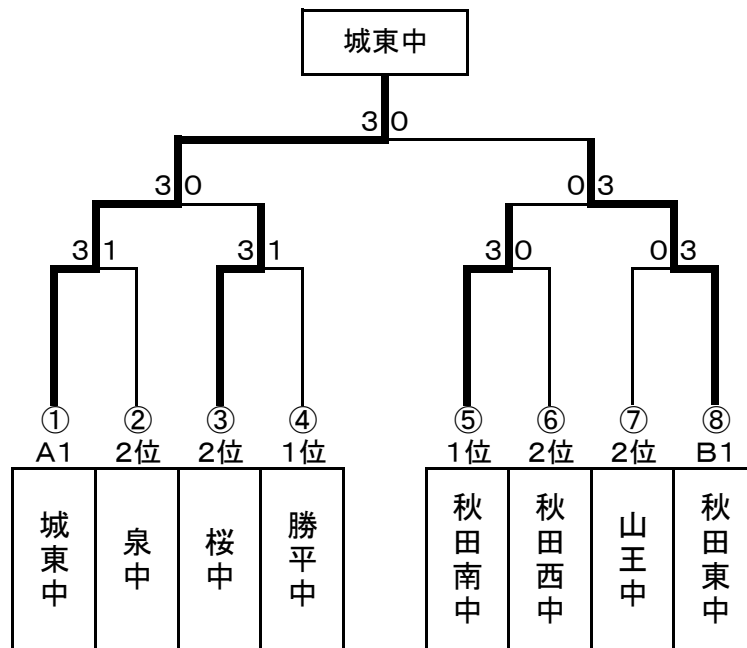 城東中
3 0
3 0 0 3
3 1 3 1 3 0 0 3
① ② ③ ④ ⑤ ⑥ ⑦ ⑧
A1 2位 2位 1位 1位 2位 2位 B1
城東中
泉中
桜中
勝平中
秋田南中
秋田西中
山王中
秋田東中